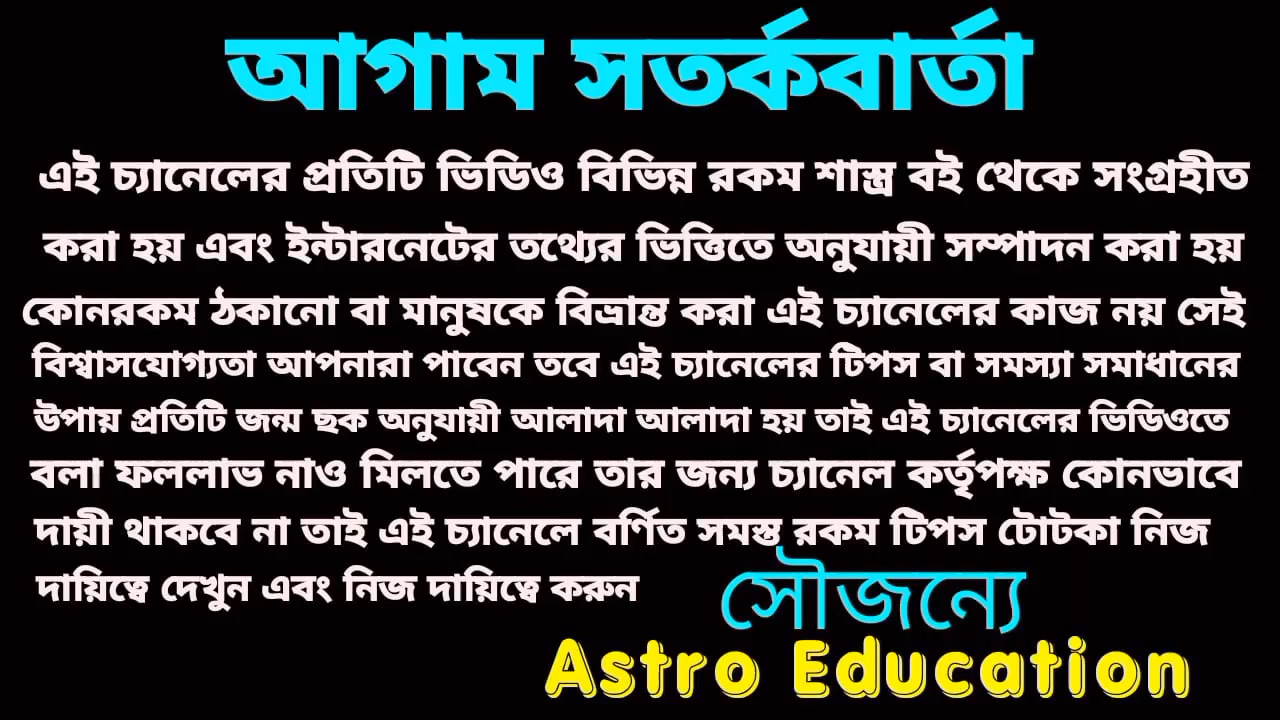 আগাম সতর্কবার্তা
এই চ্যানেলের প্রতিটি ভিডিও বিভিন্ন রকম শাস্ত্র বই থেকে সংগ্রহীত
করা হয় এবং ইন্টারনেটের তথ্যের ভিত্তিতে অনুযায়ী সম্পাদন করা হয়
কোনরকম ঠকানো বা মানুষকে বিভ্রান্ত করা এই চ্যানেলের কাজ নয় সেই
বিশ্বাসযোগ্যতা আপনারা পাবেন তবে এই চ্যানেলের টিপস বা সমস্যা সমাধানের
উপায় প্রতিটি জন্ম ছক অনুযায়ী আলাদা আলাদা হয় তাই এই চ্যানেলের ভিডিওতে
বলা ফললাভ নাও মিলতে পারে তার জন্য চ্যানেল কর্তৃপক্ষ কোনভাবে
দায়ী থাকবে না তাই এই চ্যানেলে বর্ণিত সমস্ত রকম টিপস টোটকা নিজ
দায়িত্বে দেখুন এবং নিজ দায়িত্বে করুন
সৌজন্যে
Astro Education